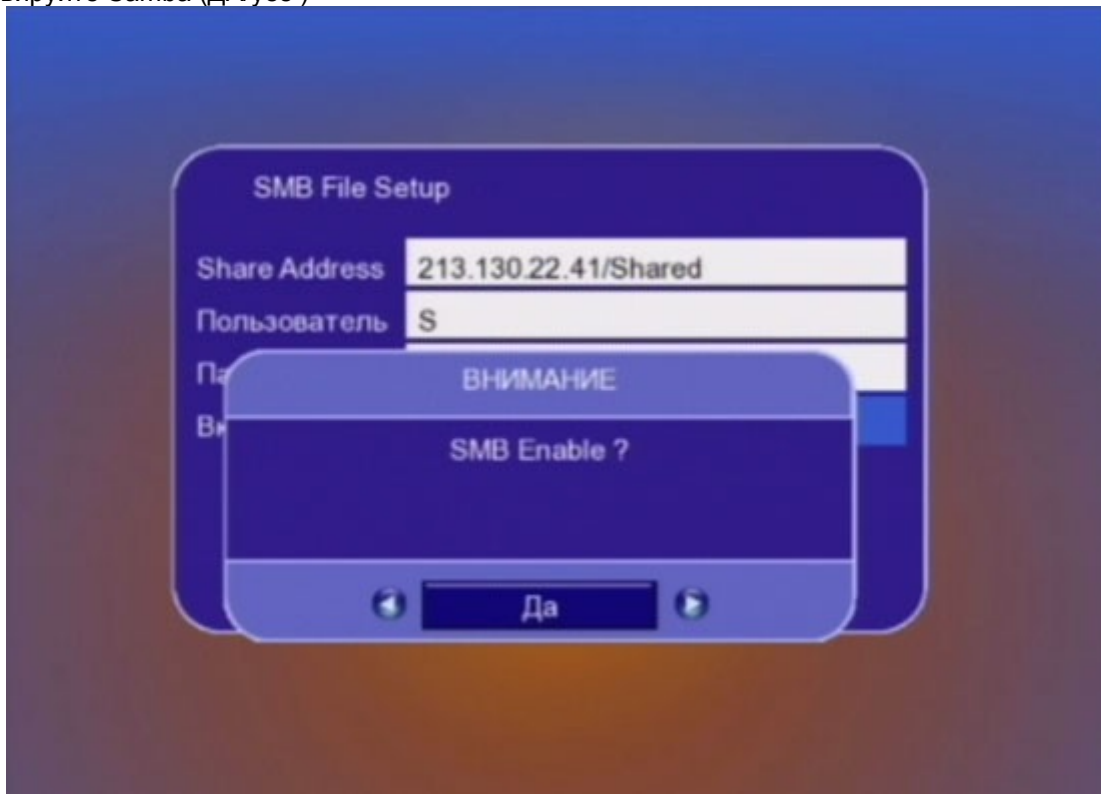 SMB File Setup
Share Address 213.130.22.41/Shared
Пользователь S
ВНИМАНИЕ
SMB Enable ?
Да